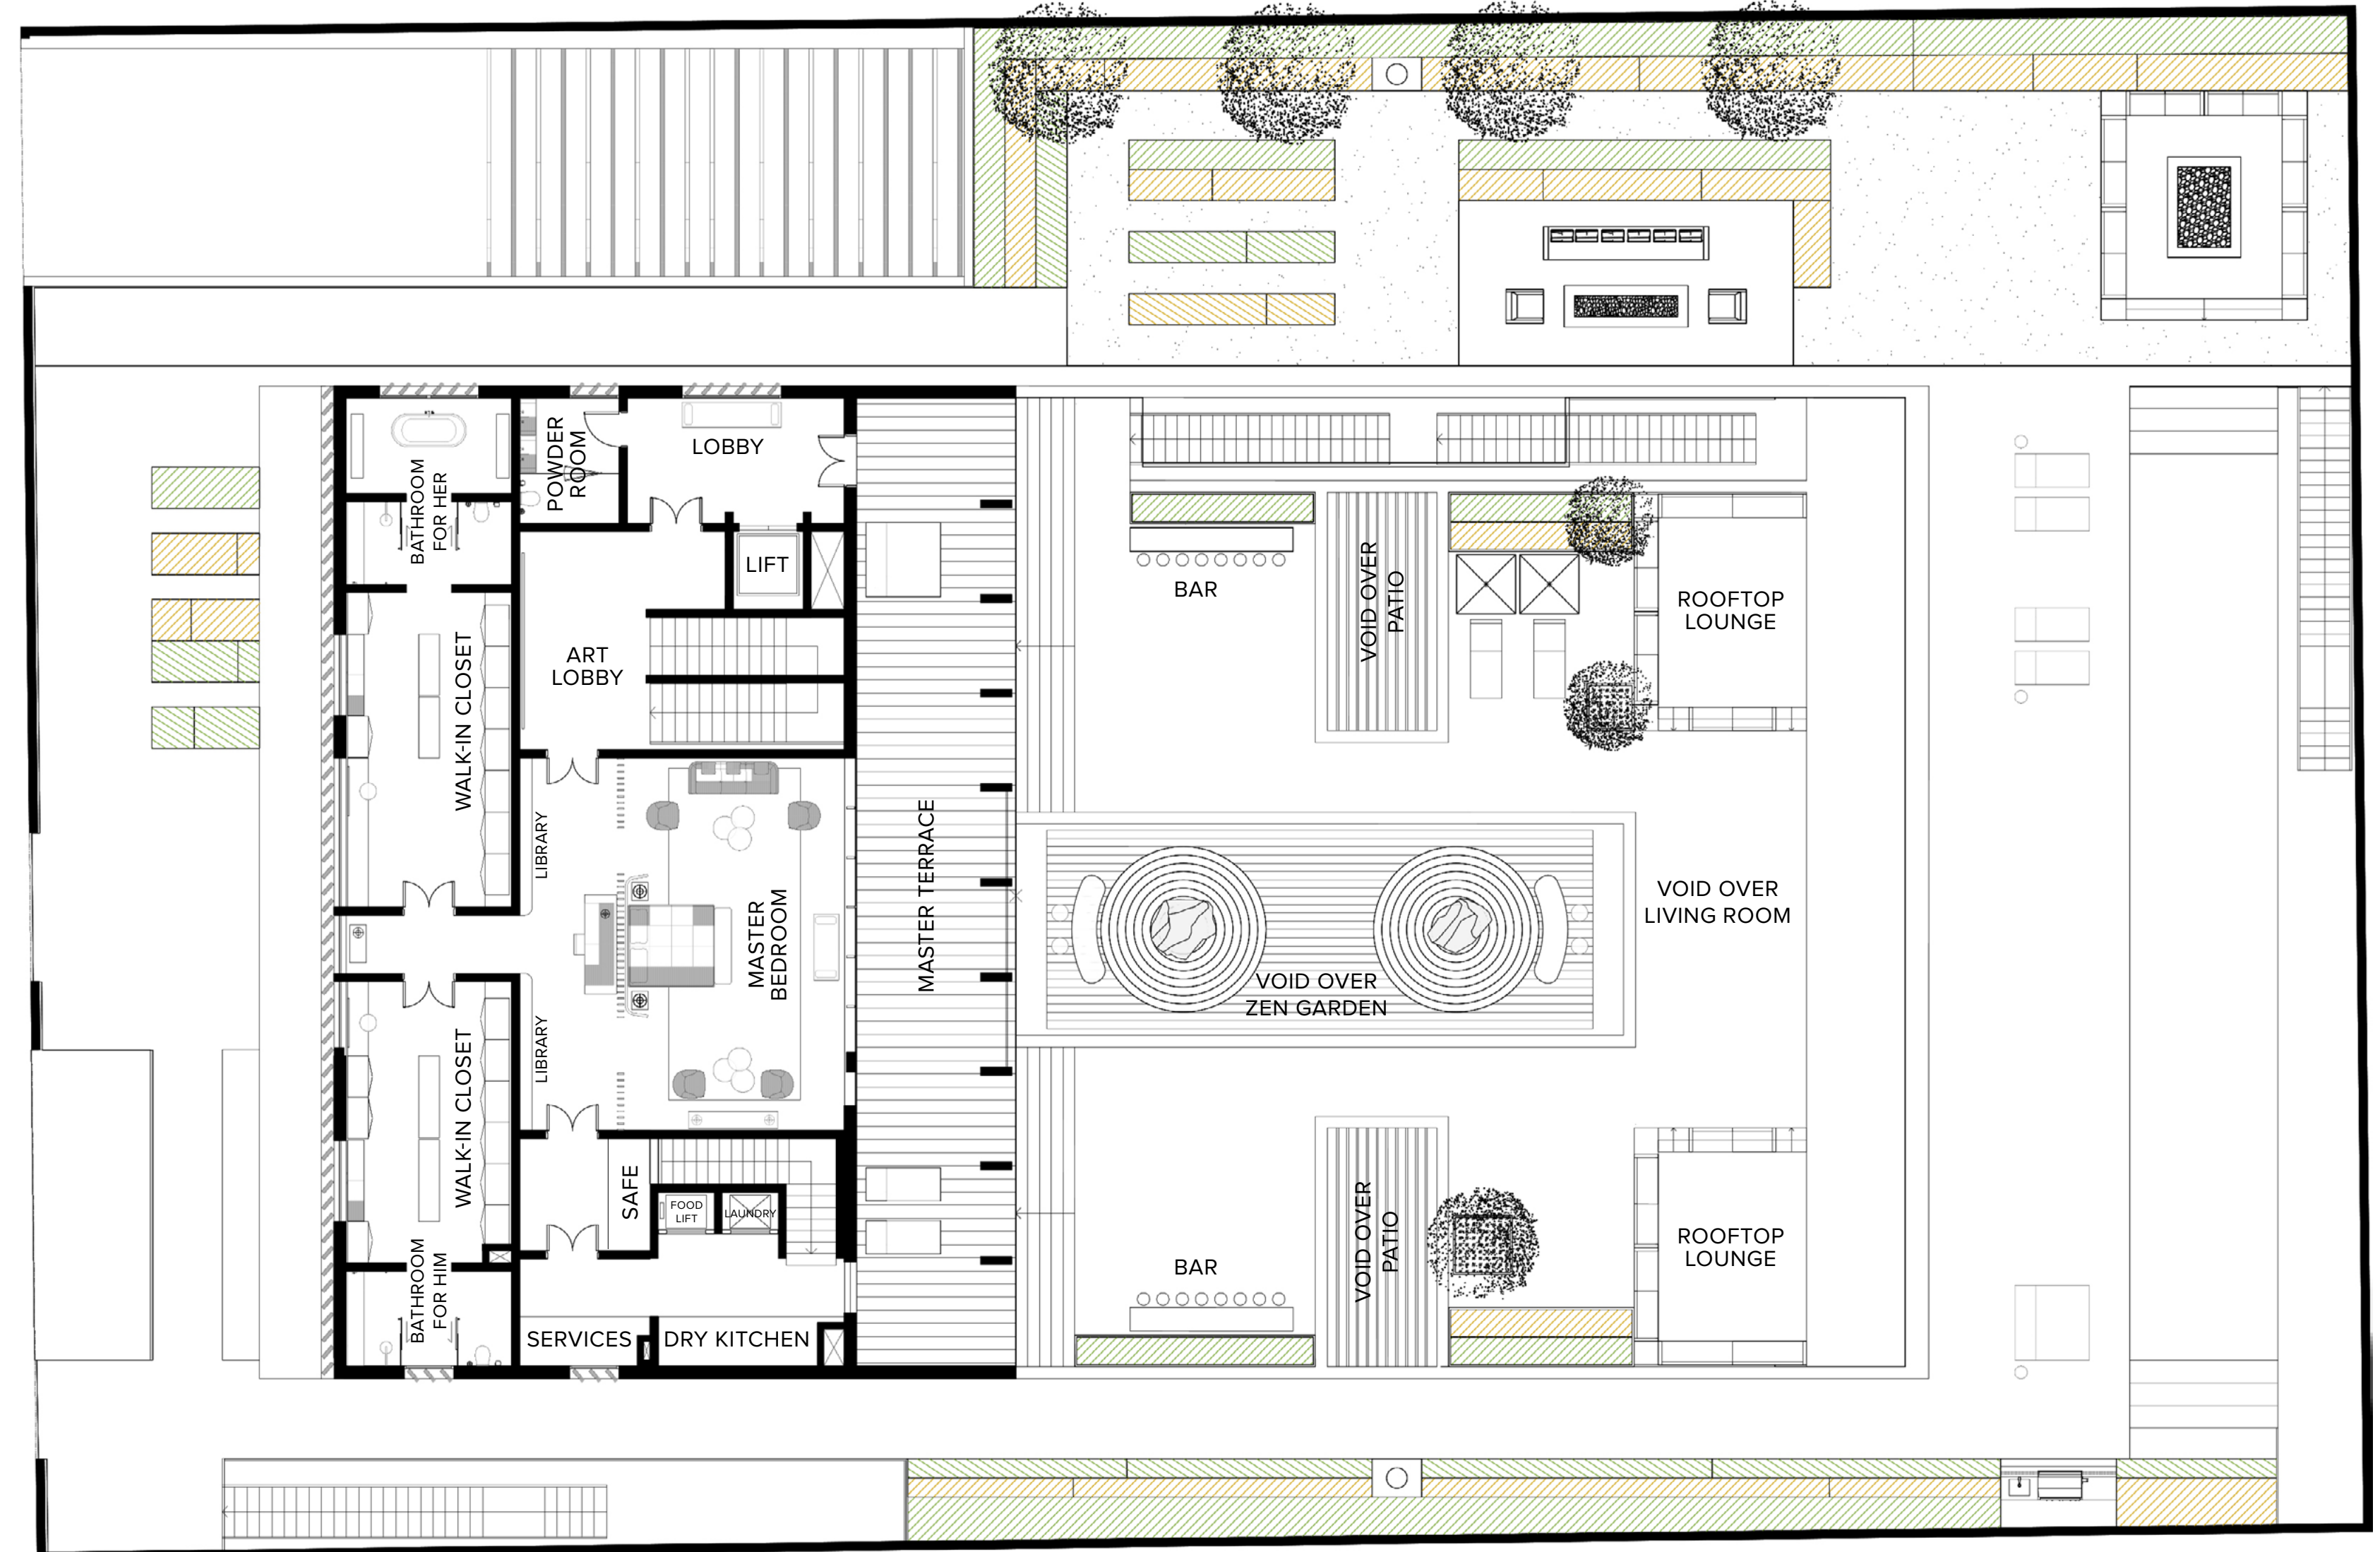 LOBBY
POWDER
ROOM
BATHROOM
FOR HER
LIFT
BAR
VOID OVER
PATIO
ROOFTOP
LOUNGE
ART
LOBBY
WALK-IN CLOSET
LIBRARY
MASTER
BEDROOM
MASTER TERRACE
VOID OVER
LIVING ROOM
VOID OVER
ZEN GARDEN
LIBRARY
WALK-IN CLOSET
SAFE
FOOD
LIFT
LAUNDRY
BATHROOM
FOR HIM
SERVICES
DRY KITCHEN
BAR
VOID OVER
PATIO
ROOFTOP
LOUNGE